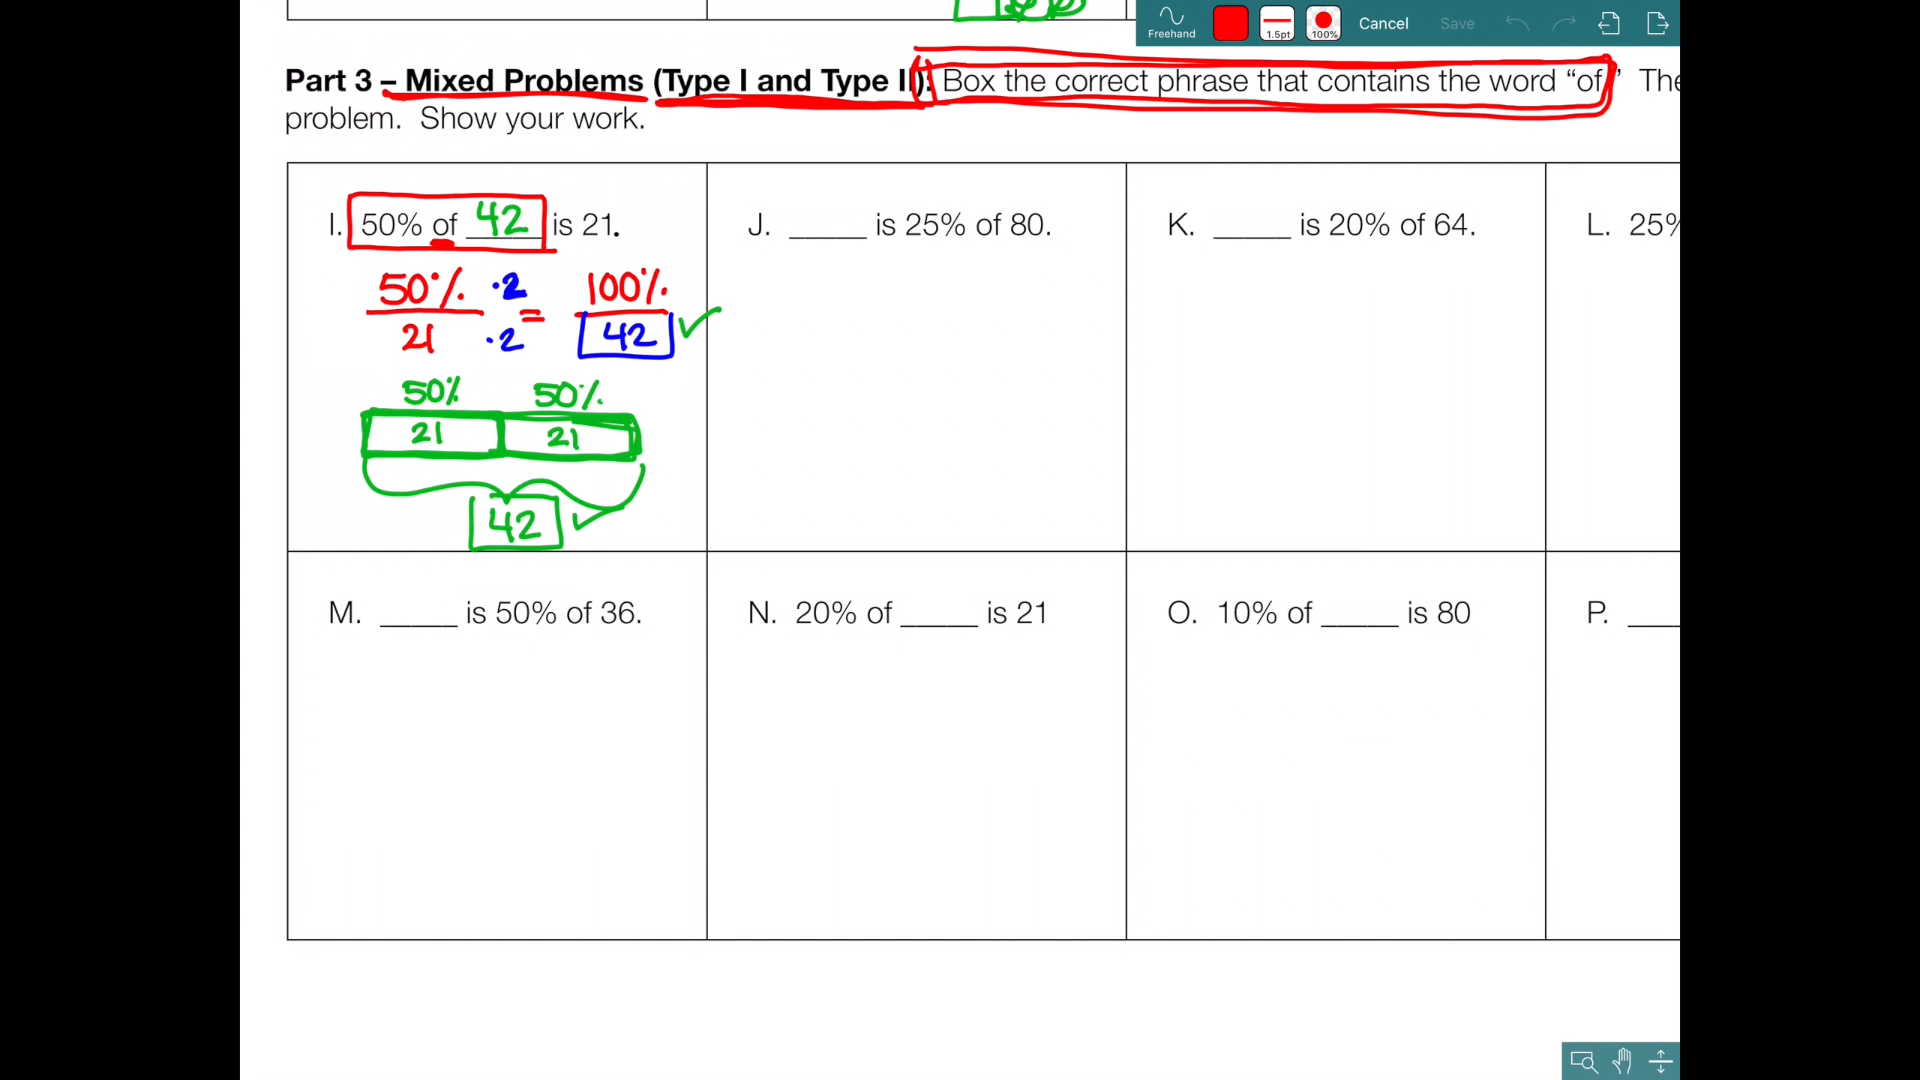 Freehand
1.5pt
100%
Cancel
Save
Part 3 – Mixed Problems (Type I and Type II): Box the correct phrase that contains the word “of.” The
problem. Show your work.
I. 50% of 42 is 21.
50% ·2 = 100%
21 ·2 42
50% 50%
21 21
42
J. _____ is 25% of 80.
K. _____ is 20% of 64.
L. 25%
M. _____ is 50% of 36.
N. 20% of _____ is 21
O. 10% of _____ is 80
P. ____